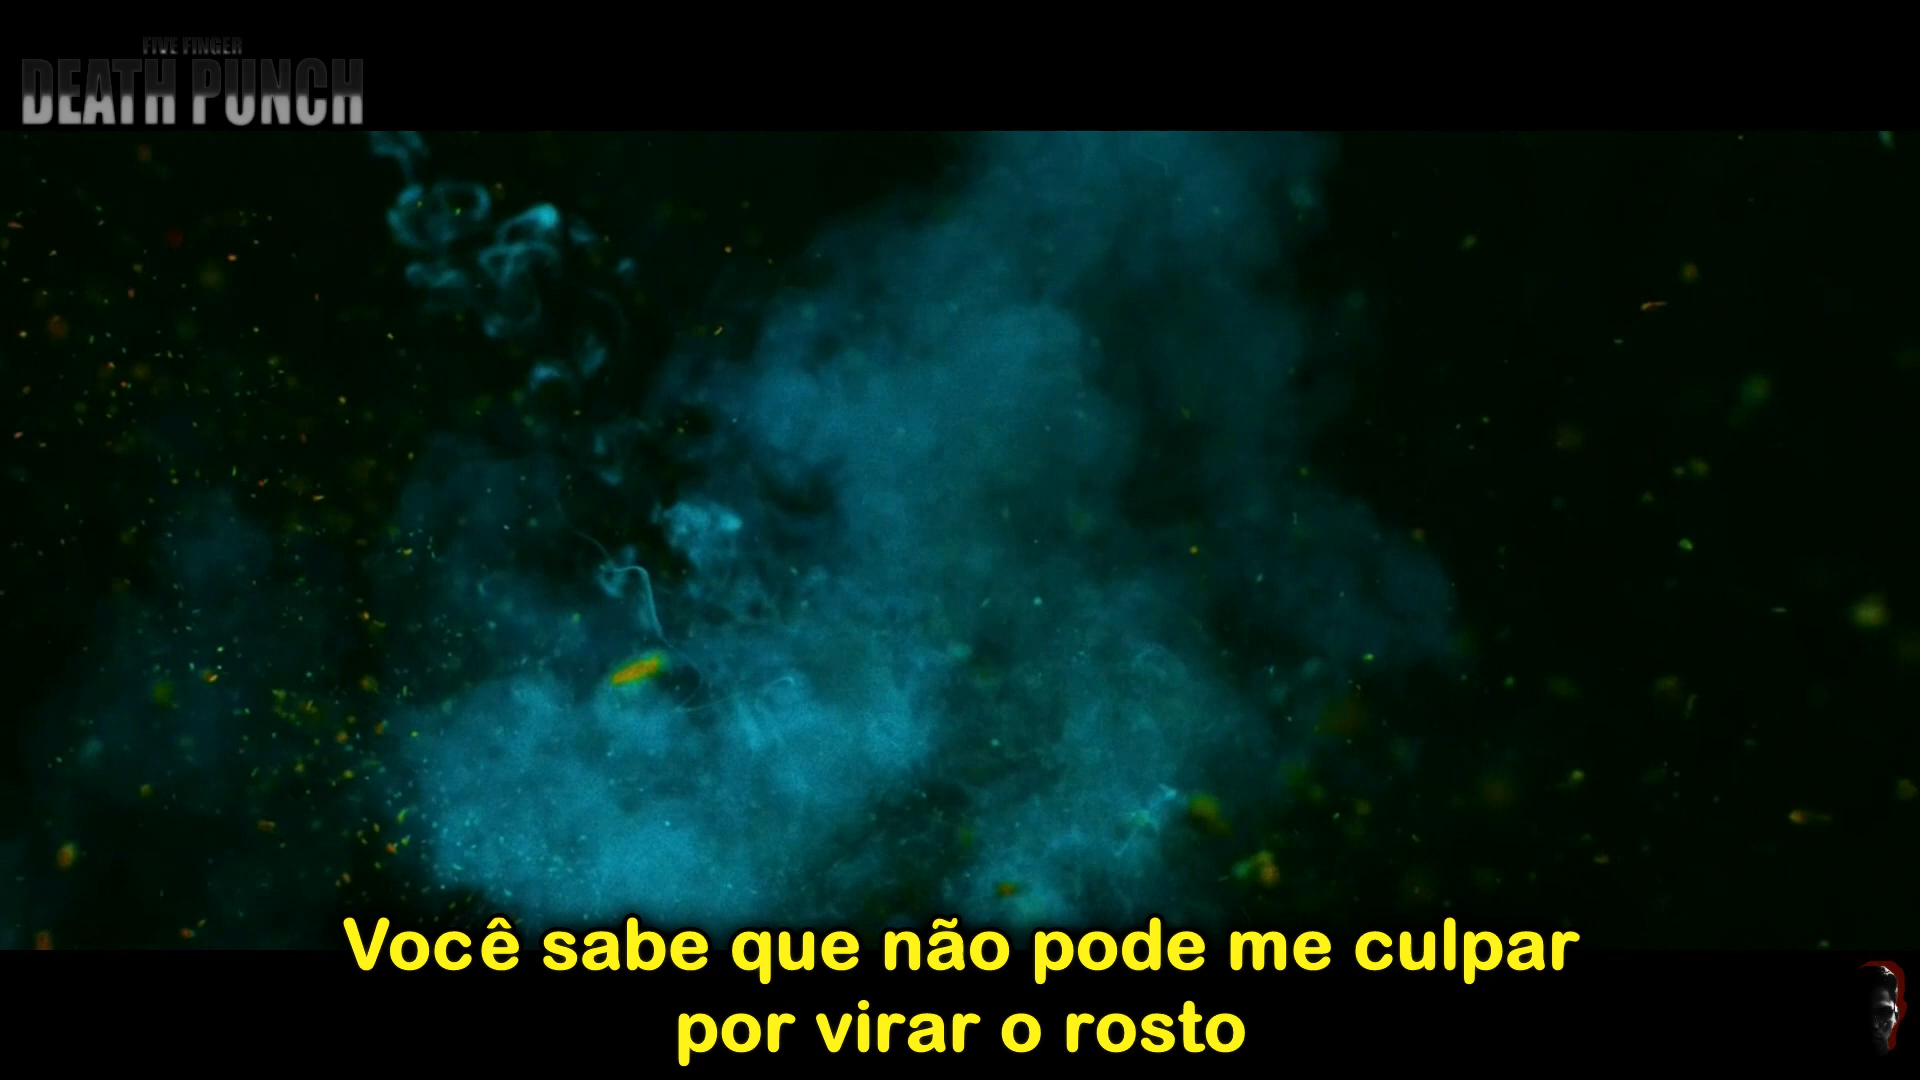 FIVE FINGER
DEATH PUNCH
Você sabe que não pode me culpar
por virar o rosto